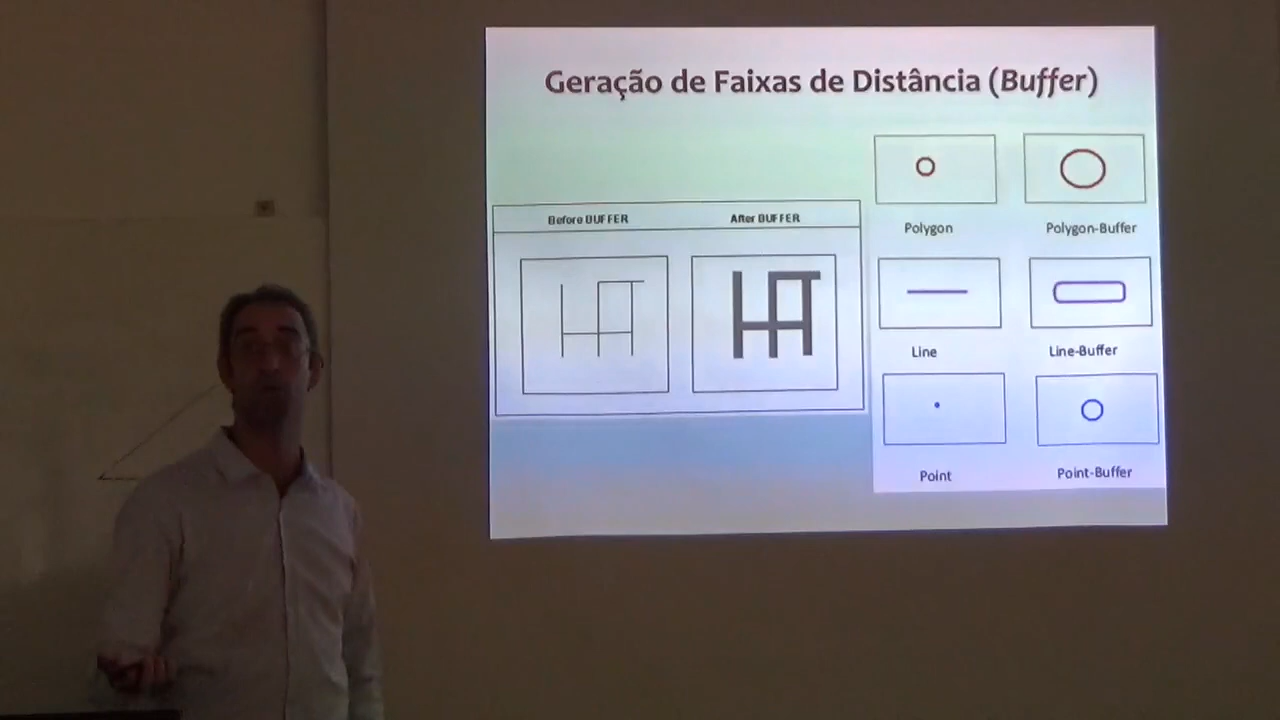 Geração de Faixas de Distância (Buffer)
Before BUFFER
After BUFFER
Polygon
Polygon-Buffer
Line
Line-Buffer
Point
Point-Buffer